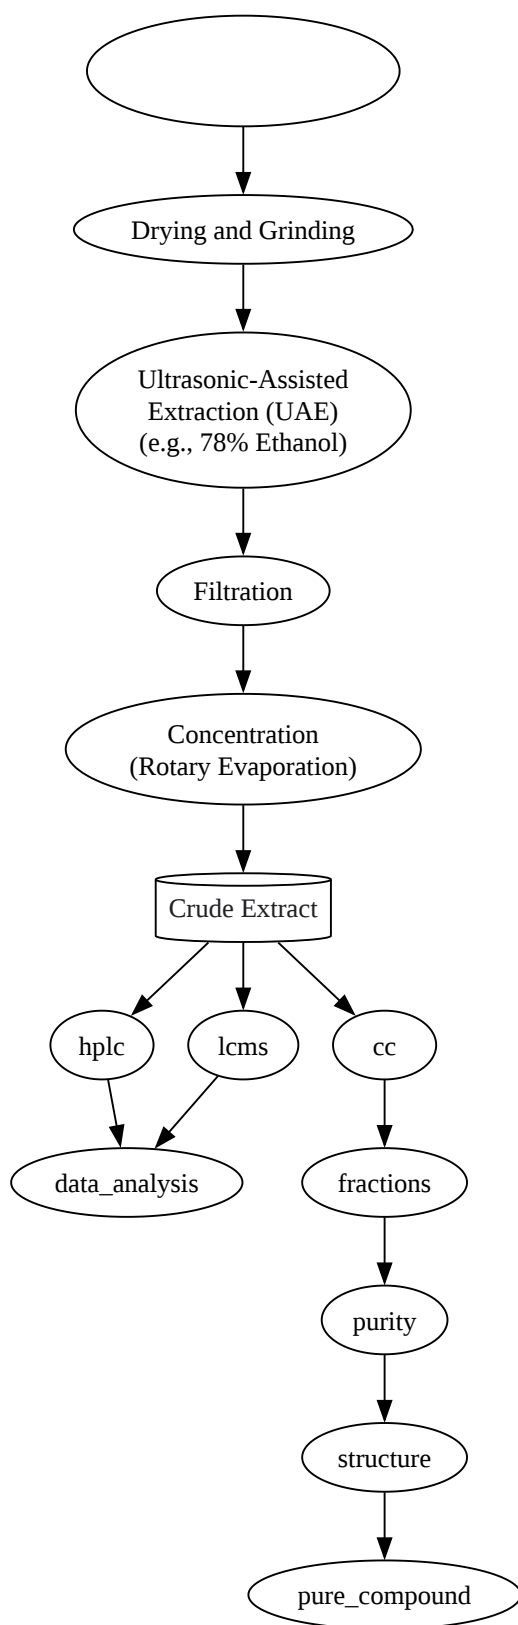 Drying and Grinding
Ultrasonic-Assisted
Extraction (UAE)
(e.g., 78% Ethanol)
Filtration
Concentration
(Rotary Evaporation)
Crude Extract
hplc
lcms
cc
data_analysis
fractions
purity
structure
pure_compound